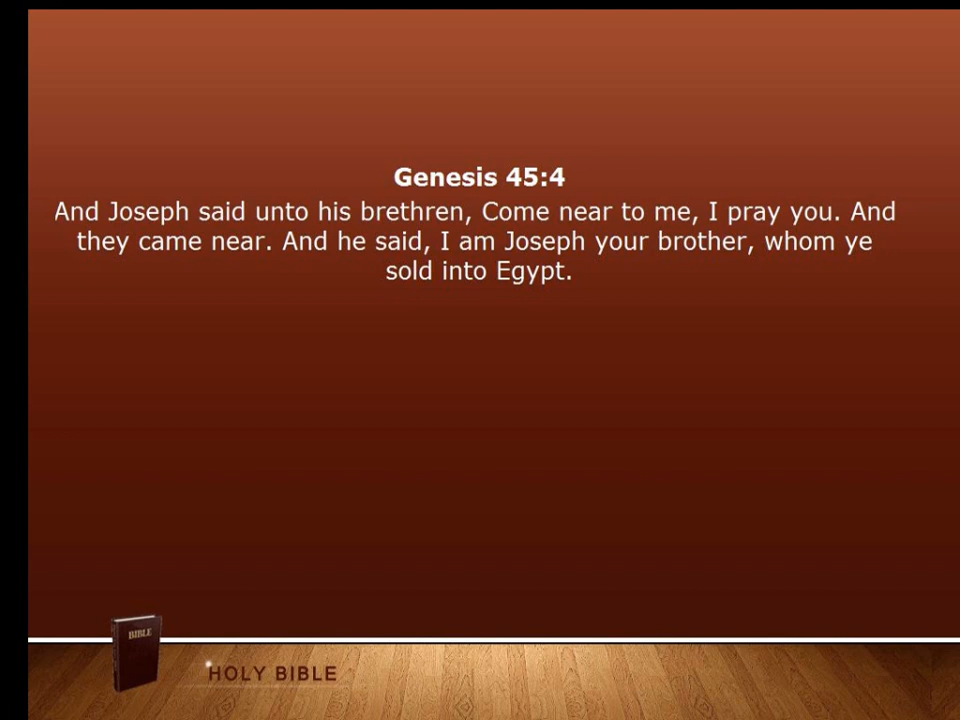 Genesis 45:4
And Joseph said unto his brethren, Come near to me, I pray you. And
they came near. And he said, I am Joseph your brother, whom ye
sold into Egypt.
BIBLE
HOLY BIBLE